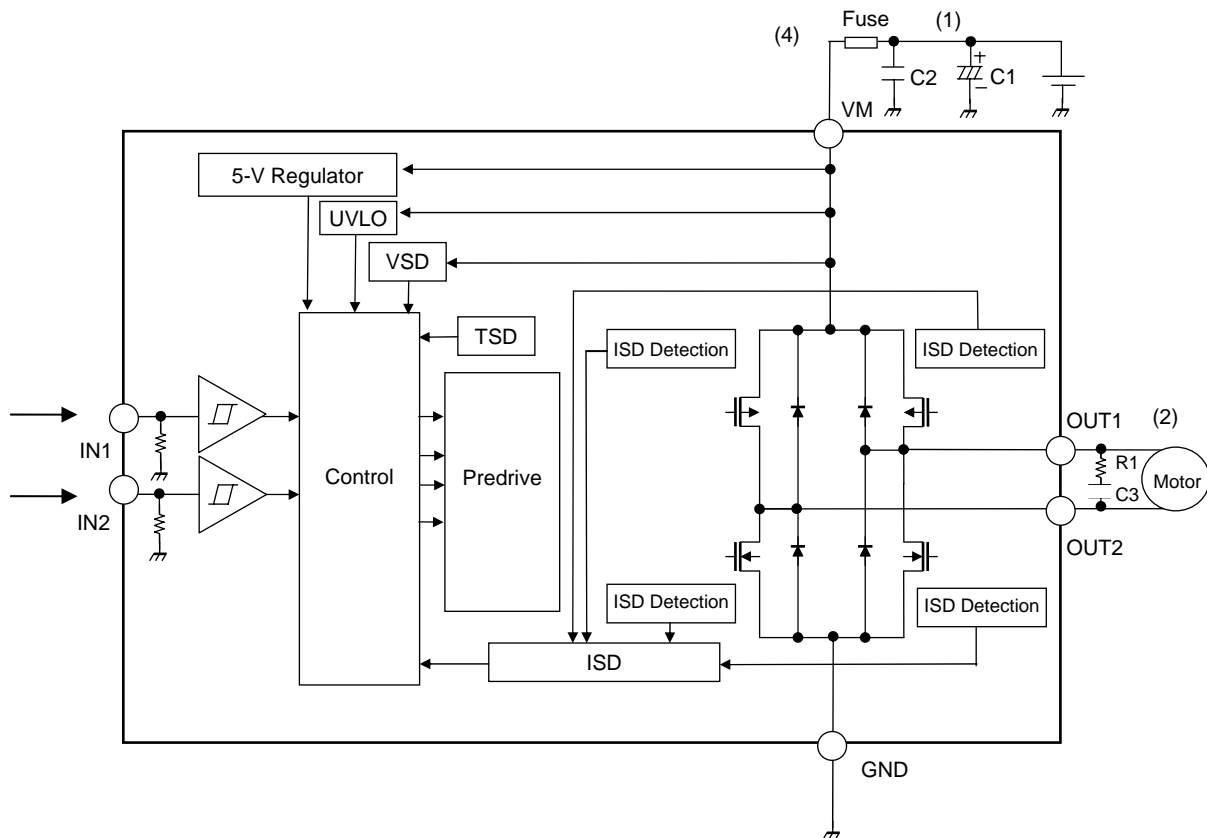 (4)
Fuse
(1)
C2
+
−
C1
VM
5-V Regulator
UVLO
VSD
TSD
ISD Detection
ISD Detection
IN1
IN2
Control
Predrive
OUT1
(2)
R1
C3
Motor
OUT2
ISD Detection
ISD Detection
ISD
GND